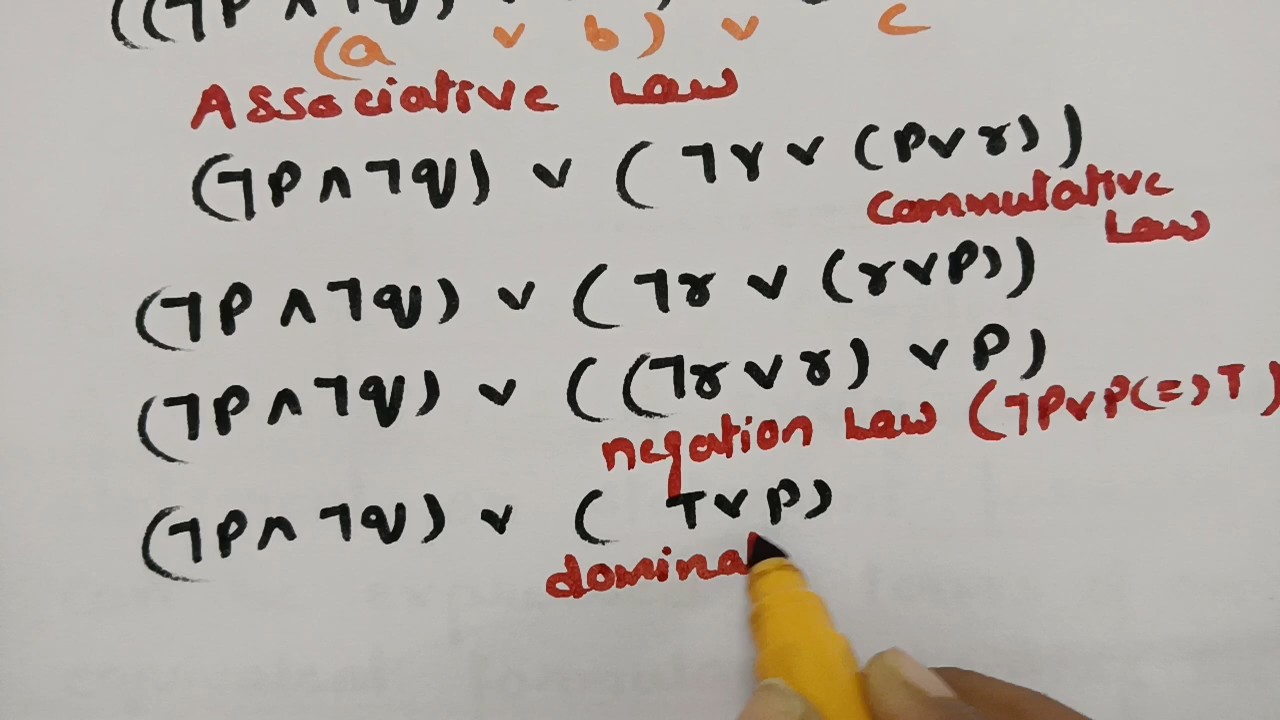 ((¬P ∧ ¬q)
(a ∨ b) ∨ c
Associative Law
(¬P ∧ ¬q) ∨ (¬r ∨ (P ∨ r))
Commutative
Law
(¬P ∧ ¬q) ∨ (¬r ∨ (r ∨ P))
(¬P ∧ ¬q) ∨ ((¬r ∨ r) ∨ P)
negation Law (¬P∨P(=)T)
(¬P ∧ ¬q) ∨ (T ∨ P)
domina